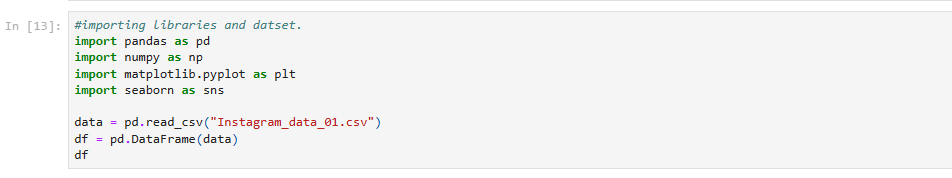 In [13]:
#importing libraries and datset.
import pandas as pd
import numpy as np
import matplotlib.pyplot as plt
import seaborn as sns
data = pd.read_csv("Instagram_data_01.csv")
df = pd.DataFrame(data)
df